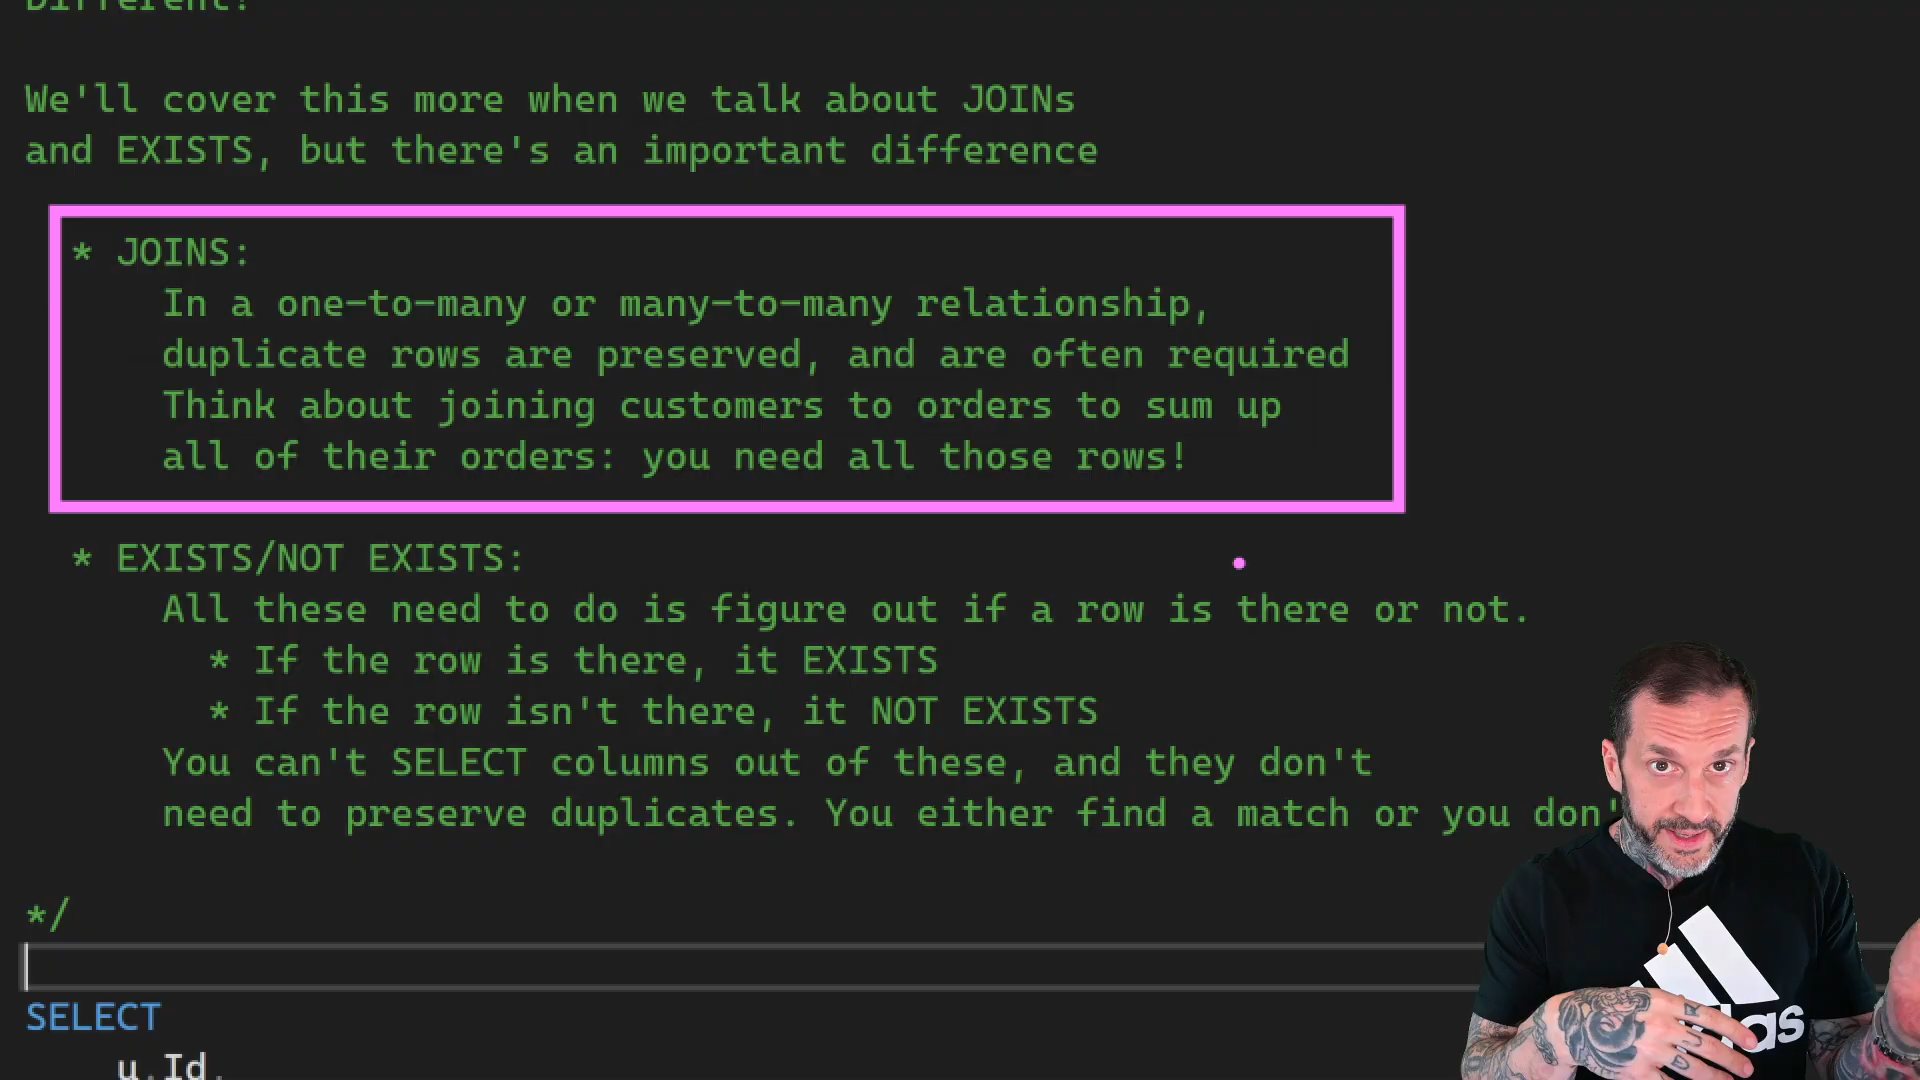 Different!
We'll cover this more when we talk about JOINs
and EXISTS, but there's an important difference
* JOINS:
In a one-to-many or many-to-many relationship,
duplicate rows are preserved, and are often required
Think about joining customers to orders to sum up
all of their orders: you need all those rows!
* EXISTS/NOT EXISTS:
All these need to do is figure out if a row is there or not.
* If the row is there, it EXISTS
* If the row isn't there, it NOT EXISTS
You can't SELECT columns out of these, and they don't
need to preserve duplicates. You either find a match or you don'
*/
SELECT
u.Id,